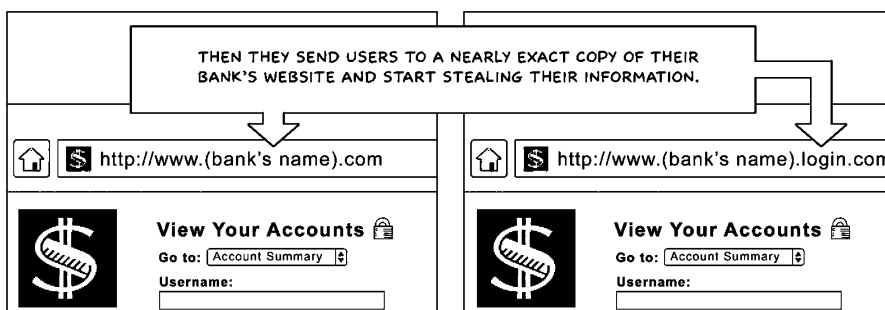 THEN THEY SEND USERS TO A NEARLY EXACT COPY OF THEIR
BANK'S WEBSITE AND START STEALING THEIR INFORMATION.
$ http://www.(bank's name).com
$ View Your Accounts
Go to: Account Summary
Username:
$ http://www.(bank's name).login.com
$ View Your Accounts
Go to: Account Summary
Username: